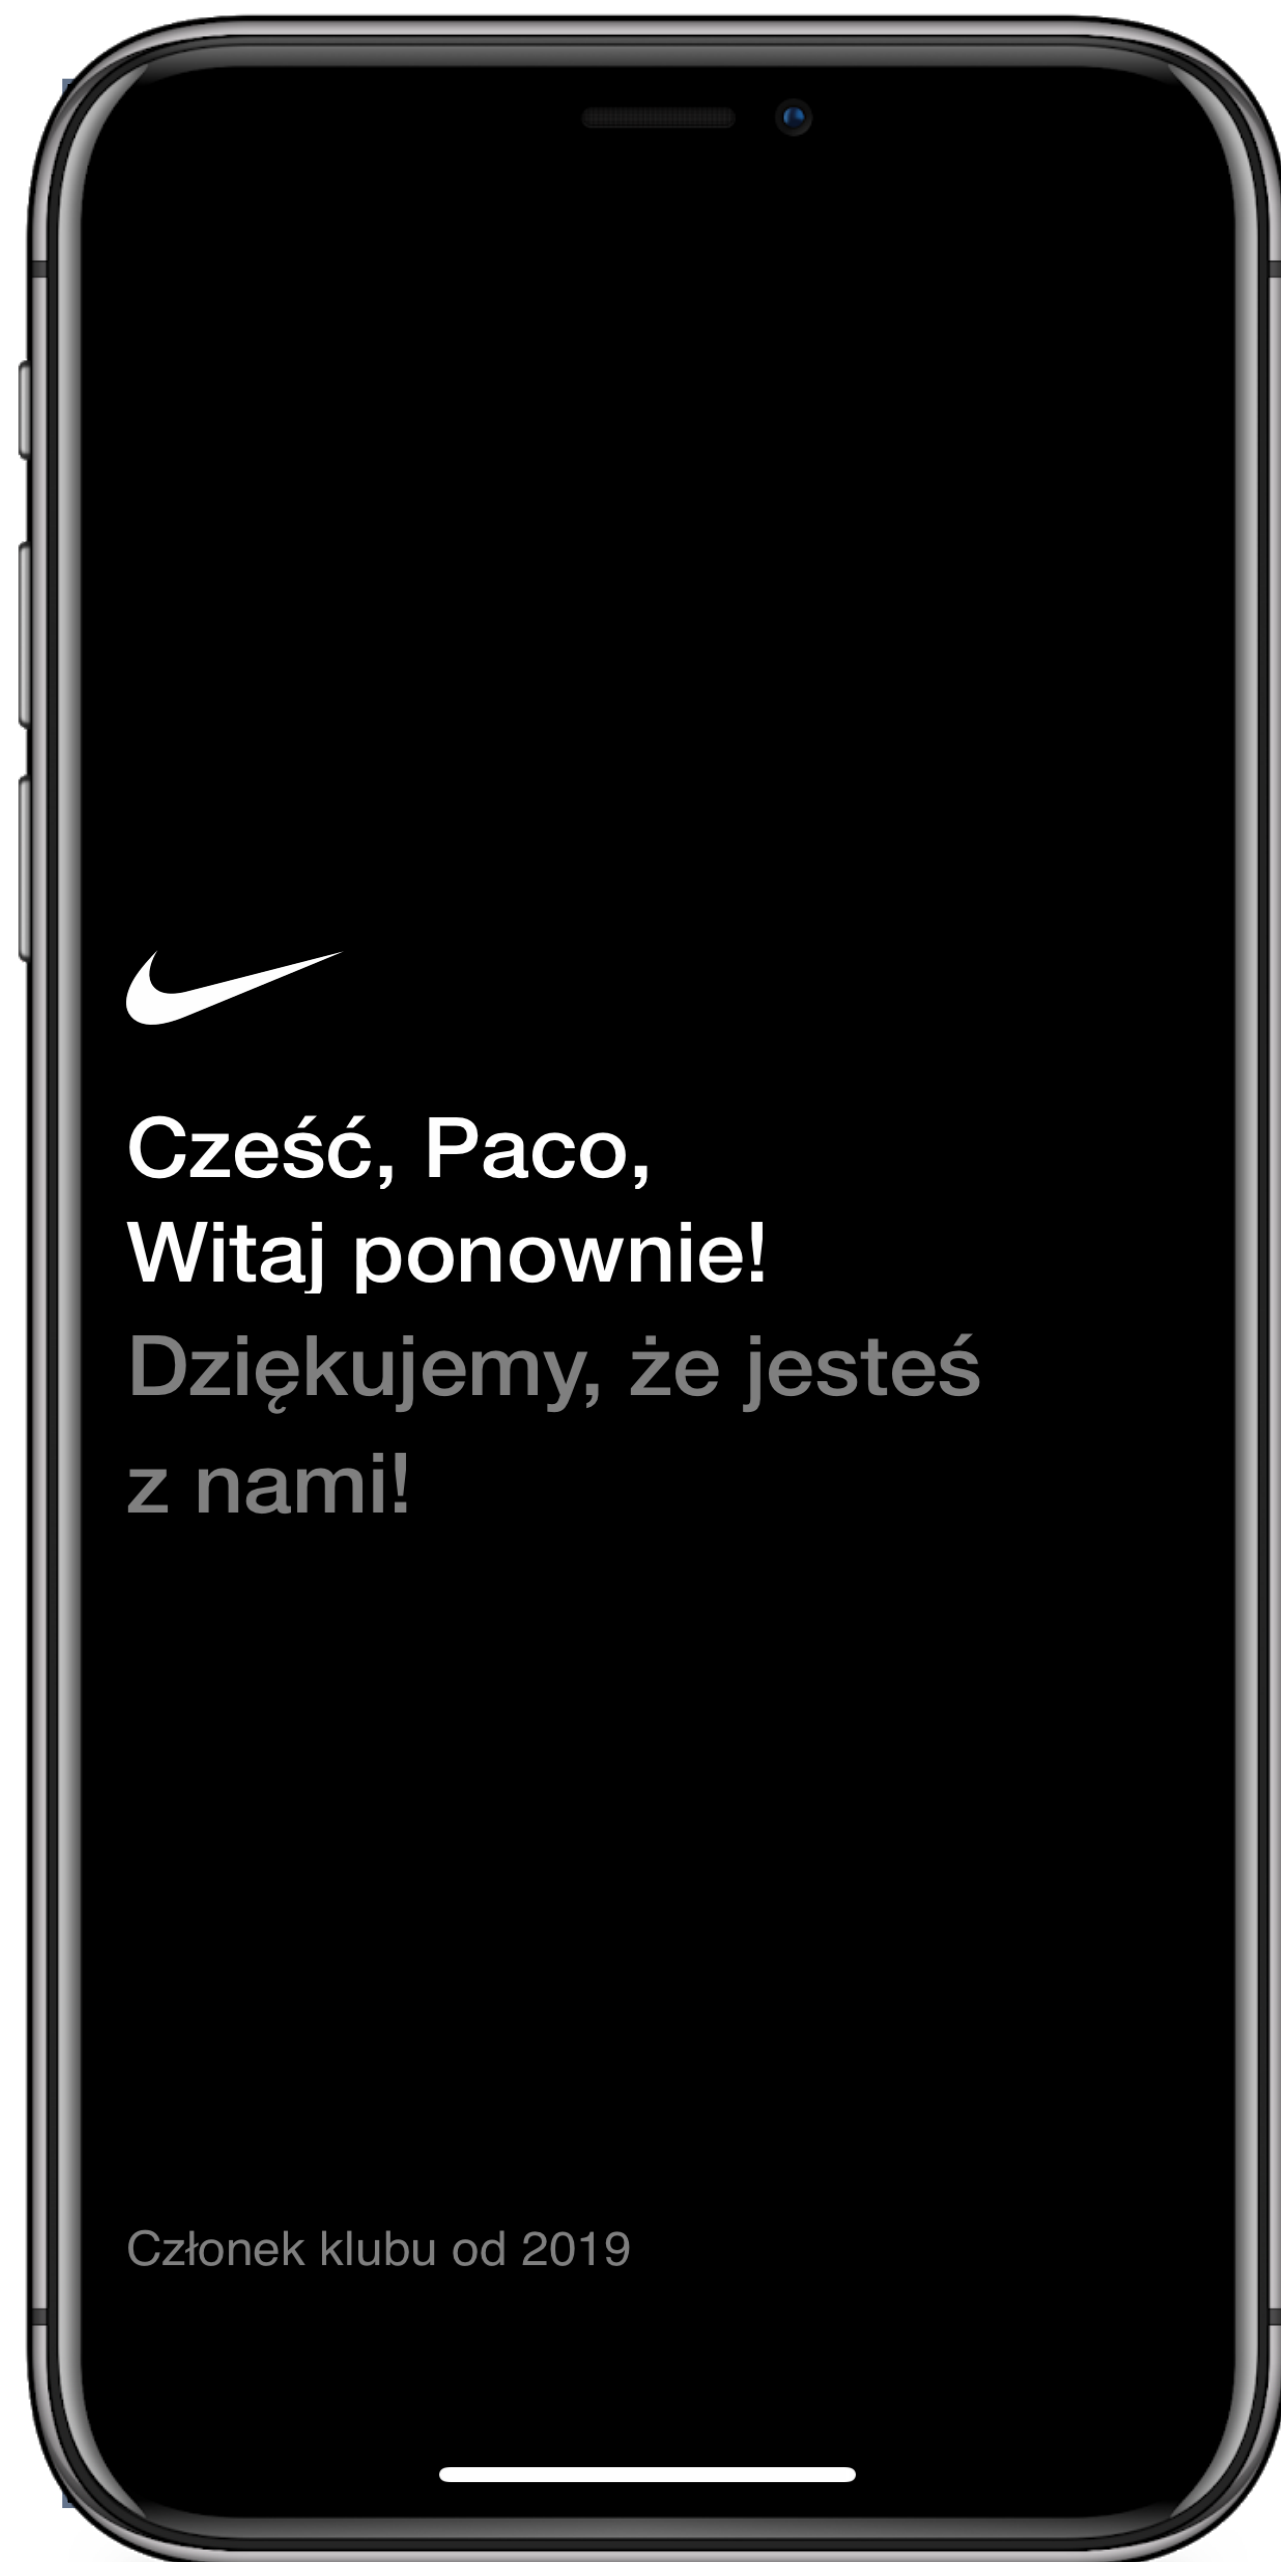 Cześć, Paco,
Witaj ponownie!
Dziękujemy, że jesteś
z nami!
Członek klubu od 2019